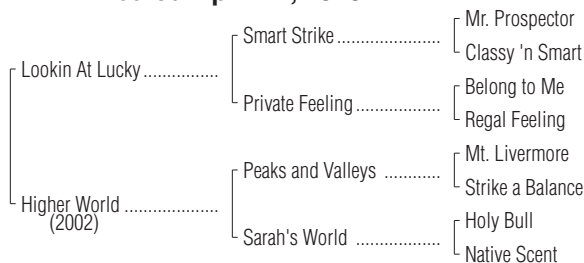 Smart Strike ................... Mr. Prospector
Classy 'n Smart
Lookin At Lucky ...............
Private Feeling ................. Belong to Me
Regal Feeling
Peaks and Valleys ............ Mt. Livermore
Strike a Balance
Higher World ...................
(2002)
Sarah's World .................. Holy Bull
Native Scent